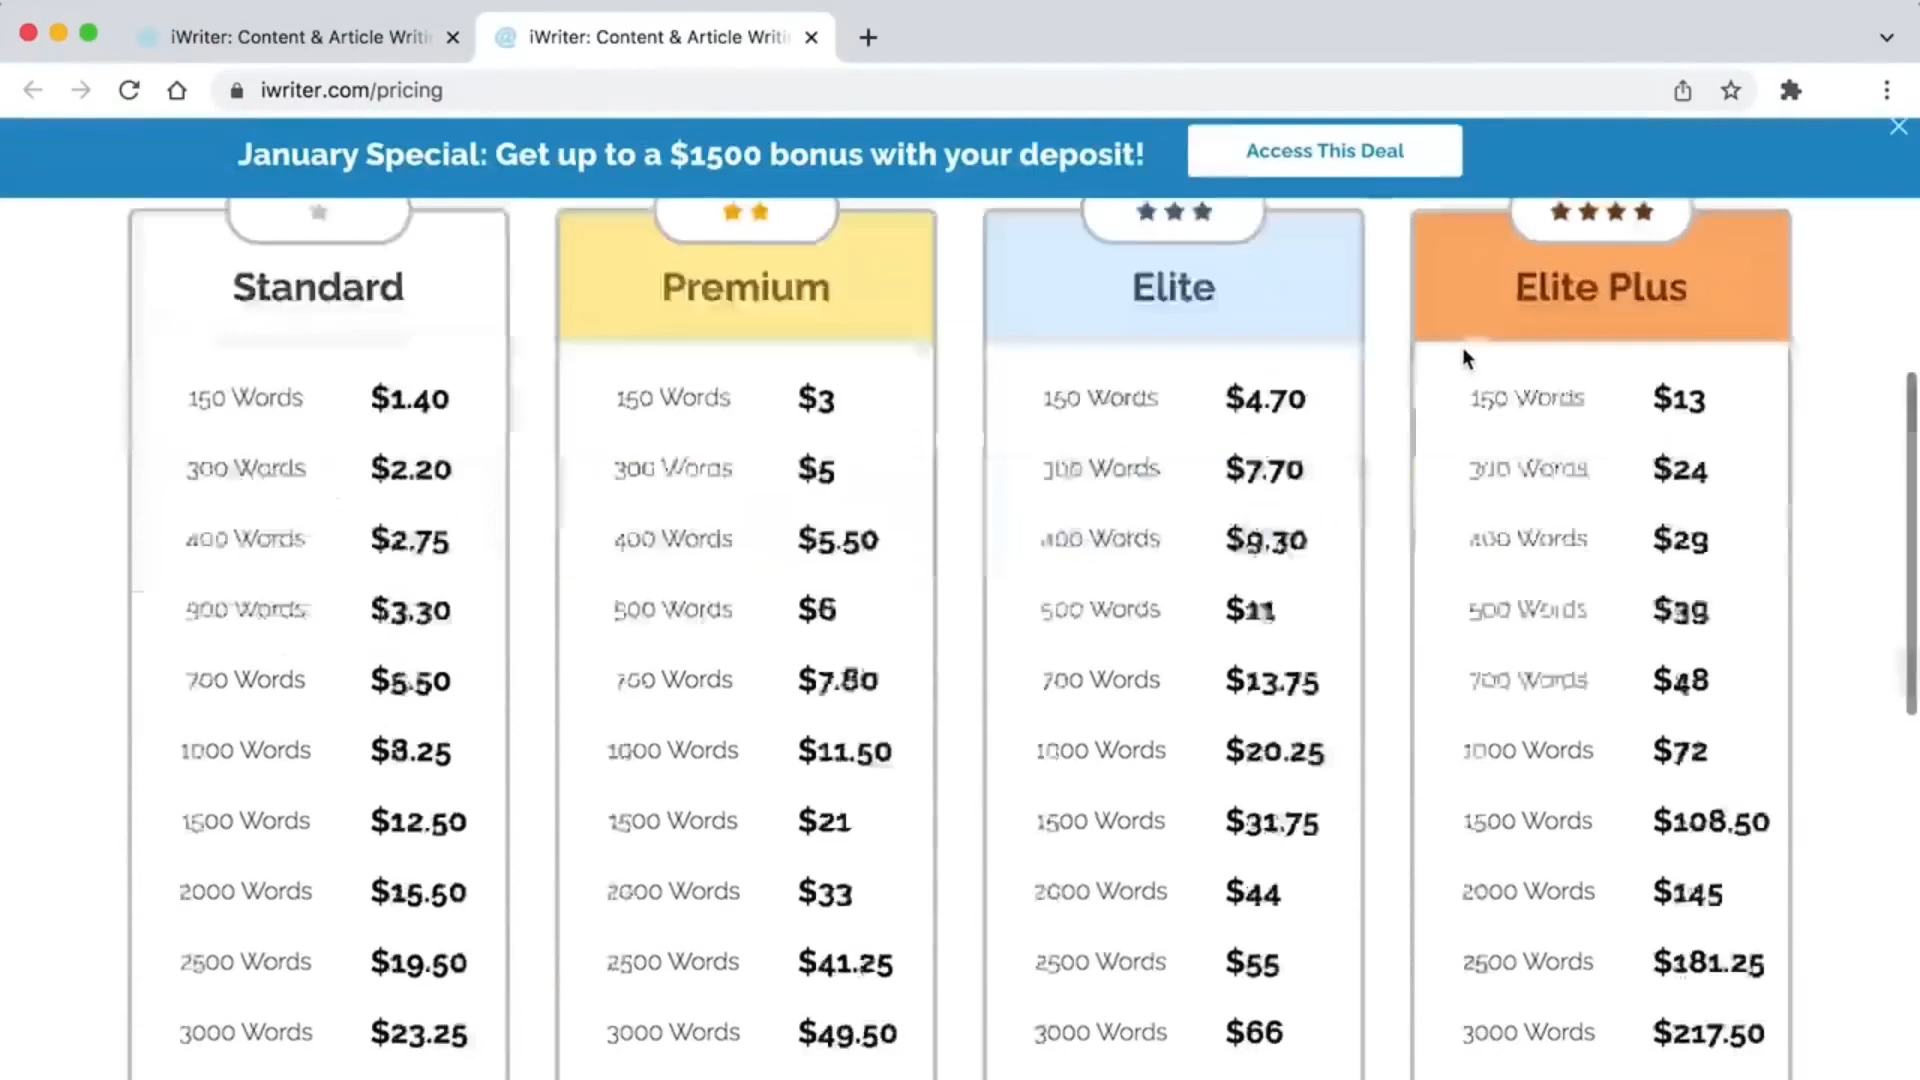 iWriter: Content & Article Writi
iWriter: Content & Article Writi
iwriter.com/pricing
January Special: Get up to a $1500 bonus with your deposit!
Access This Deal
Standard
150 Words $1.40
300 Words $2.20
400 Words $2.75
500 Words $3.30
700 Words $5.50
1000 Words $8.25
1500 Words $12.50
2000 Words $15.50
2500 Words $19.50
3000 Words $23.25
Premium
150 Words $3
300 Words $5
400 Words $5.50
500 Words $6
700 Words $7.80
1000 Words $11.50
1500 Words $21
2000 Words $33
2500 Words $41.25
3000 Words $49.50
Elite
150 Words $4.70
300 Words $7.70
400 Words $9.30
500 Words $11
700 Words $13.75
1000 Words $20.25
1500 Words $31.75
2000 Words $44
2500 Words $55
3000 Words $66
Elite Plus
150 Words $13
300 Words $24
400 Words $29
500 Words $39
700 Words $48
1000 Words $72
1500 Words $108.50
2000 Words $145
2500 Words $181.25
3000 Words $217.50